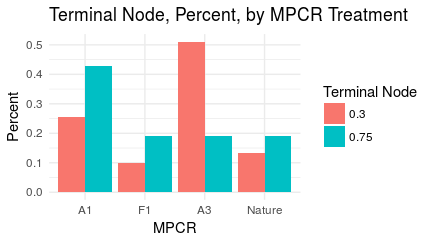 Terminal Node, Percent, by MPCR Treatment
0.5
0.4
0.3
0.2
0.1
0.0
Percent
A1 F1 A3 Nature
MPCR
Terminal Node
0.3
0.75